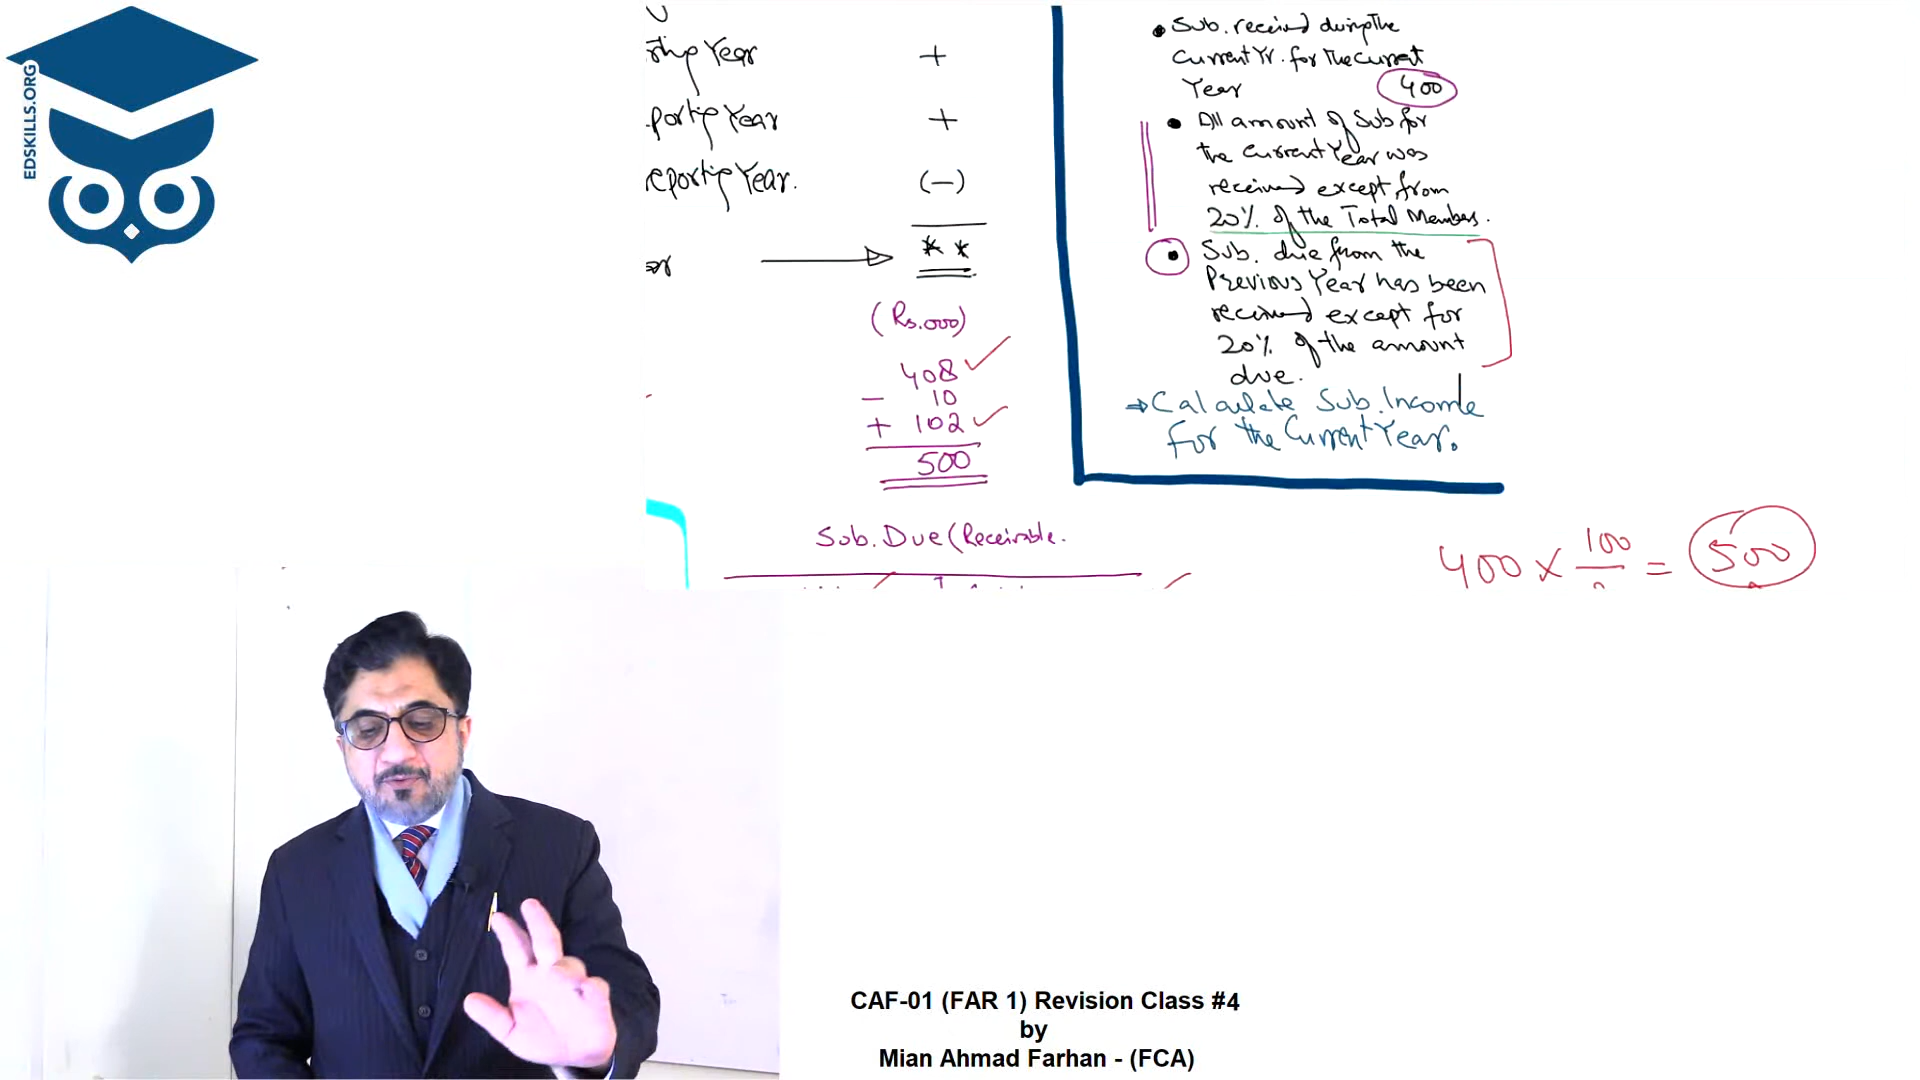 EDSKILLS.ORG
Year +
porting Year +
reporting Year. (-)
* *
(Rs.000)
408
- 10
+ 102
500
Sub. Due (Receivable.
Sub. received during the
Current Yr. for the current
Year 400
All amount of Sub for
the current Year was
received except from
20% of the Total Members.
Sub. due from the
Previous Year has been
received except for
20% of the amount
due.
⇒ Calculate Sub. Income
for the Current Year.
400 × 100 = 500
CAF-01 (FAR 1) Revision Class #4
by
Mian Ahmad Farhan - (FCA)